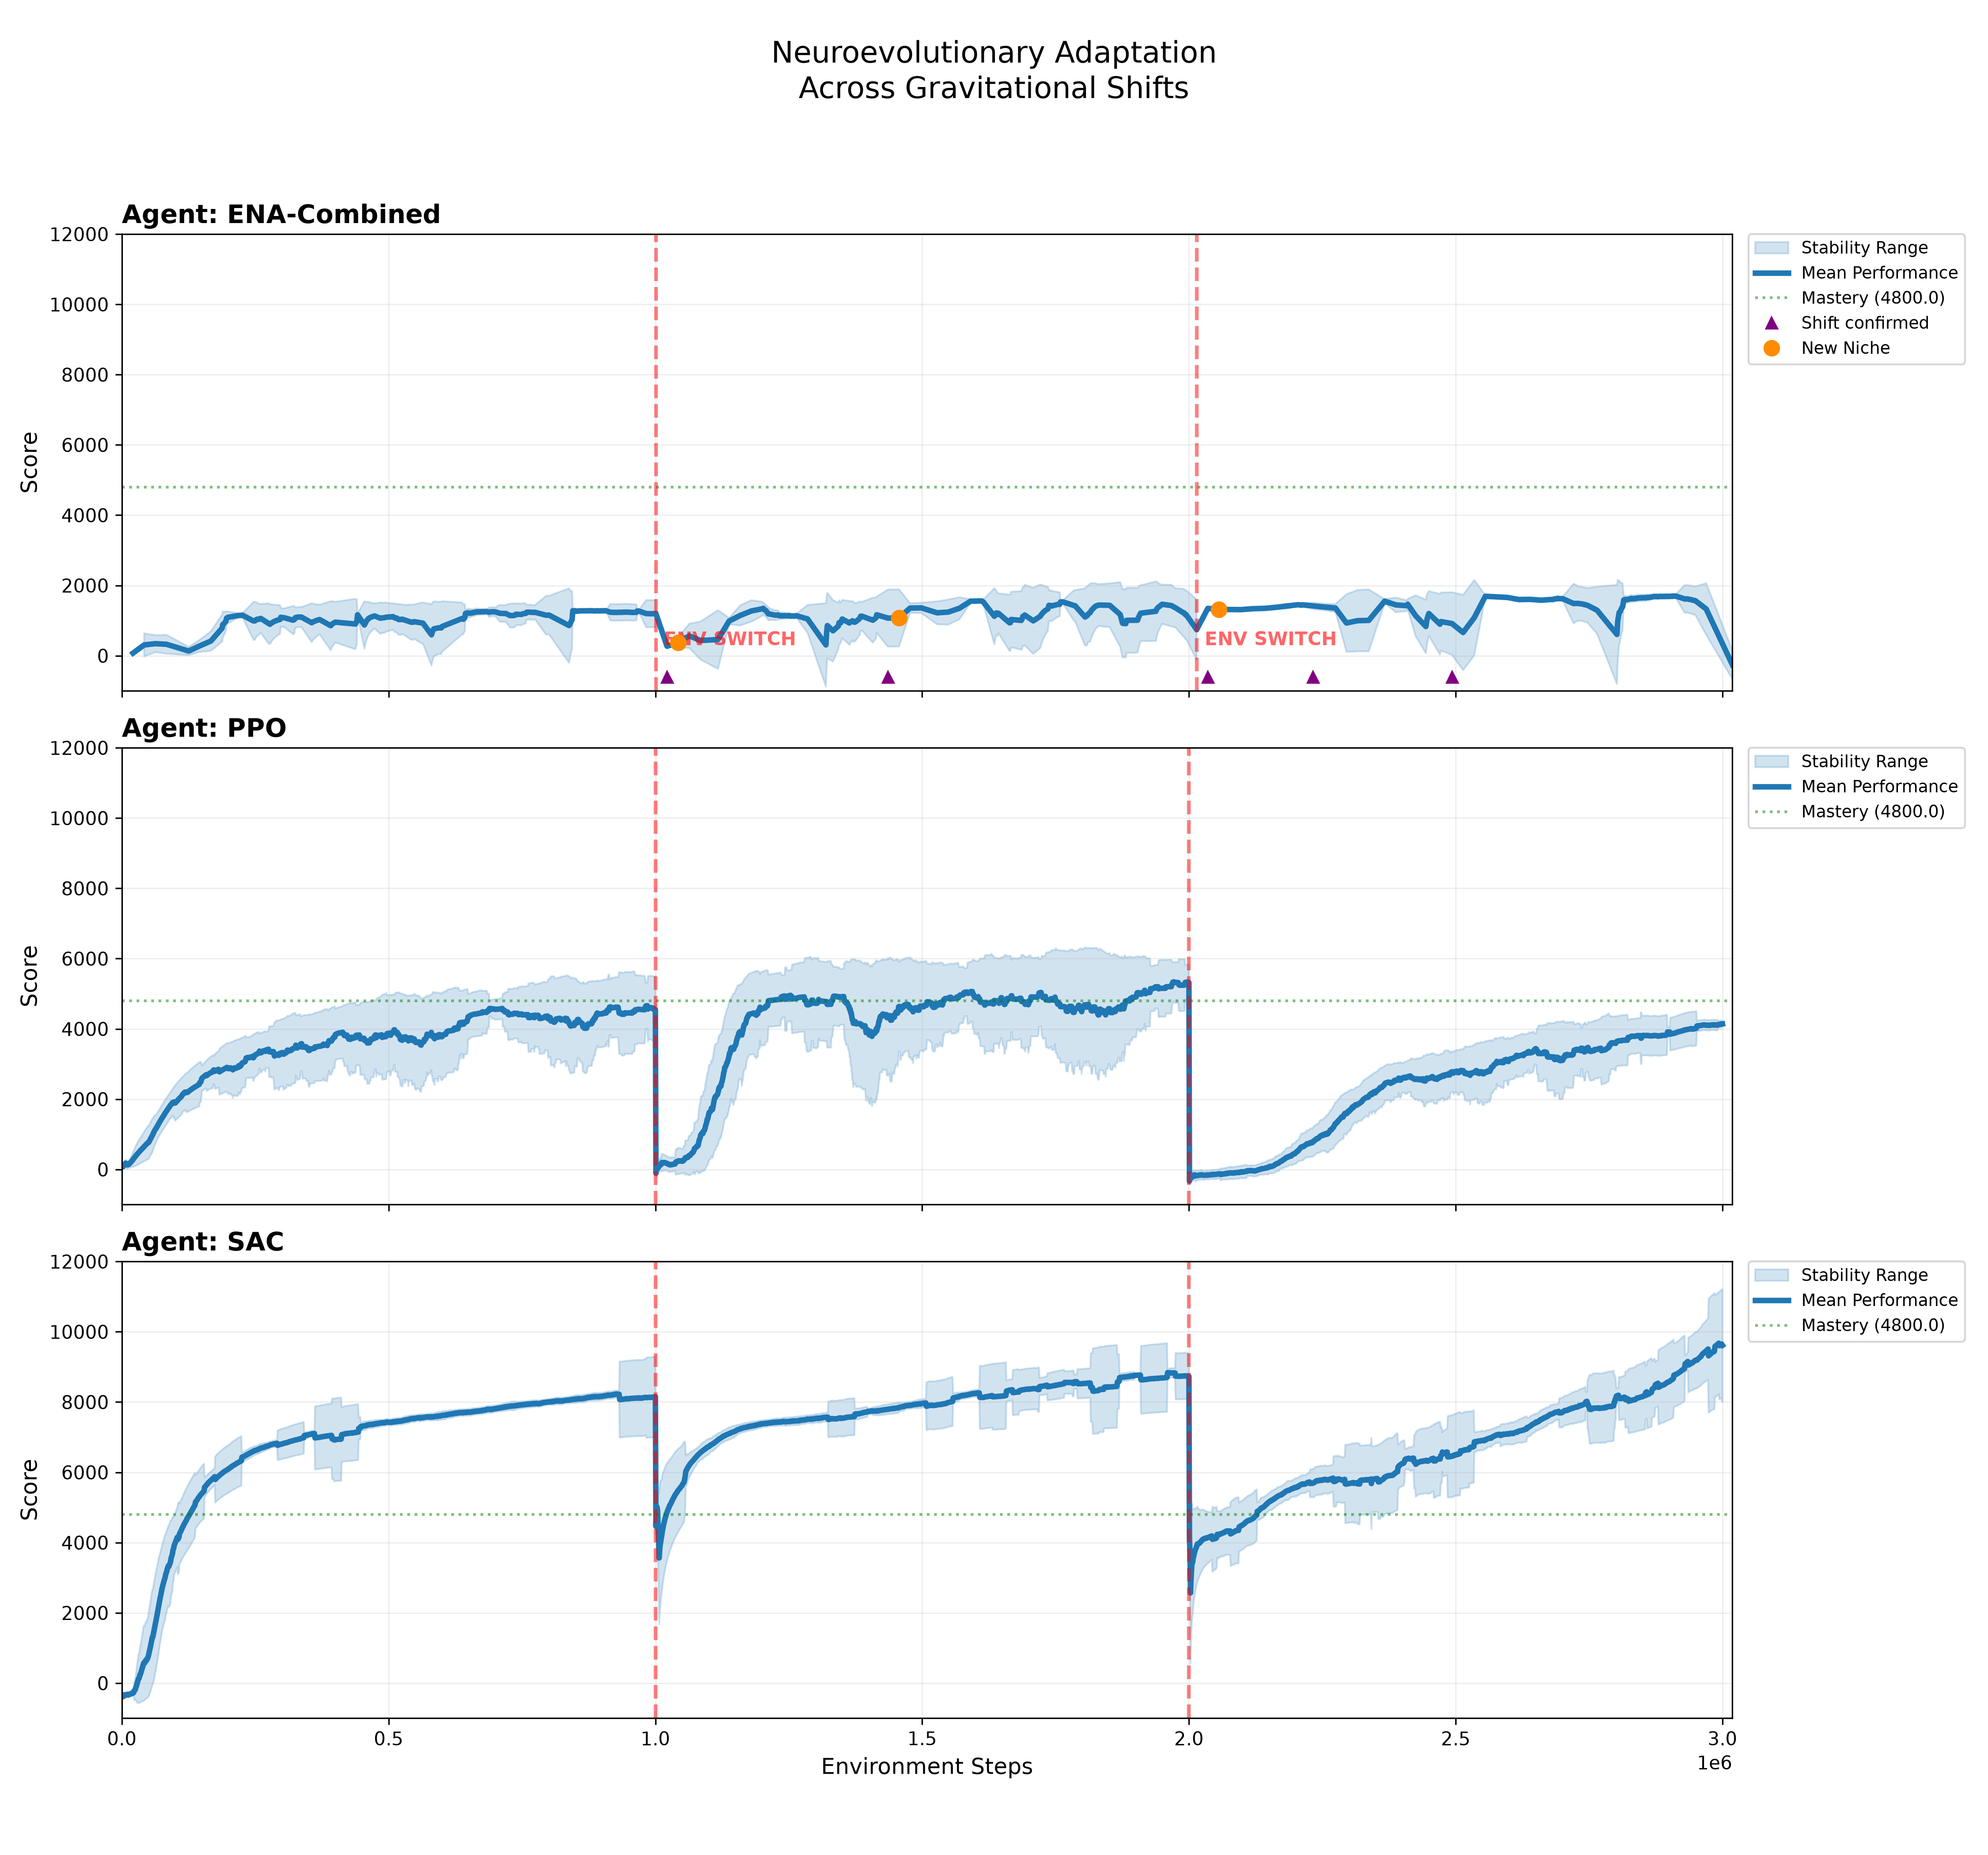 Neuroevolutionary Adaptation
Across Gravitational Shifts
Agent: ENA-Combined
12000
10000
8000
6000
4000
2000
0
Score
ENV SWITCH
ENV SWITCH
Stability Range
Mean Performance
Mastery (4800.0)
Shift confirmed
New Niche
Agent: PPO
12000
10000
8000
6000
4000
2000
0
Score
Stability Range
Mean Performance
Mastery (4800.0)
Agent: SAC
12000
10000
8000
6000
4000
2000
0
Score
Stability Range
Mean Performance
Mastery (4800.0)
0.0
0.5
1.0
1.5
2.0
2.5
3.0
1e6
Environment Steps